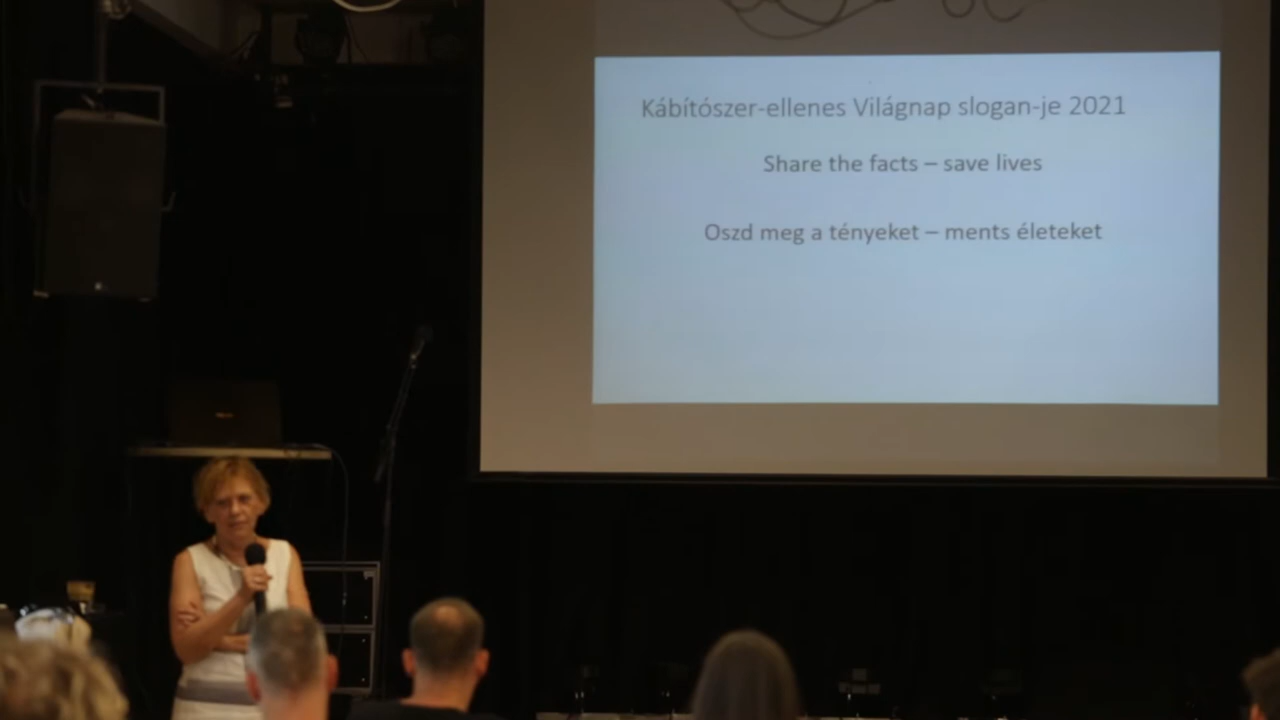 Kábítószer-ellenes Világnap slogan-je 2021
Share the facts – save lives
Oszd meg a tényeket – ments életeket